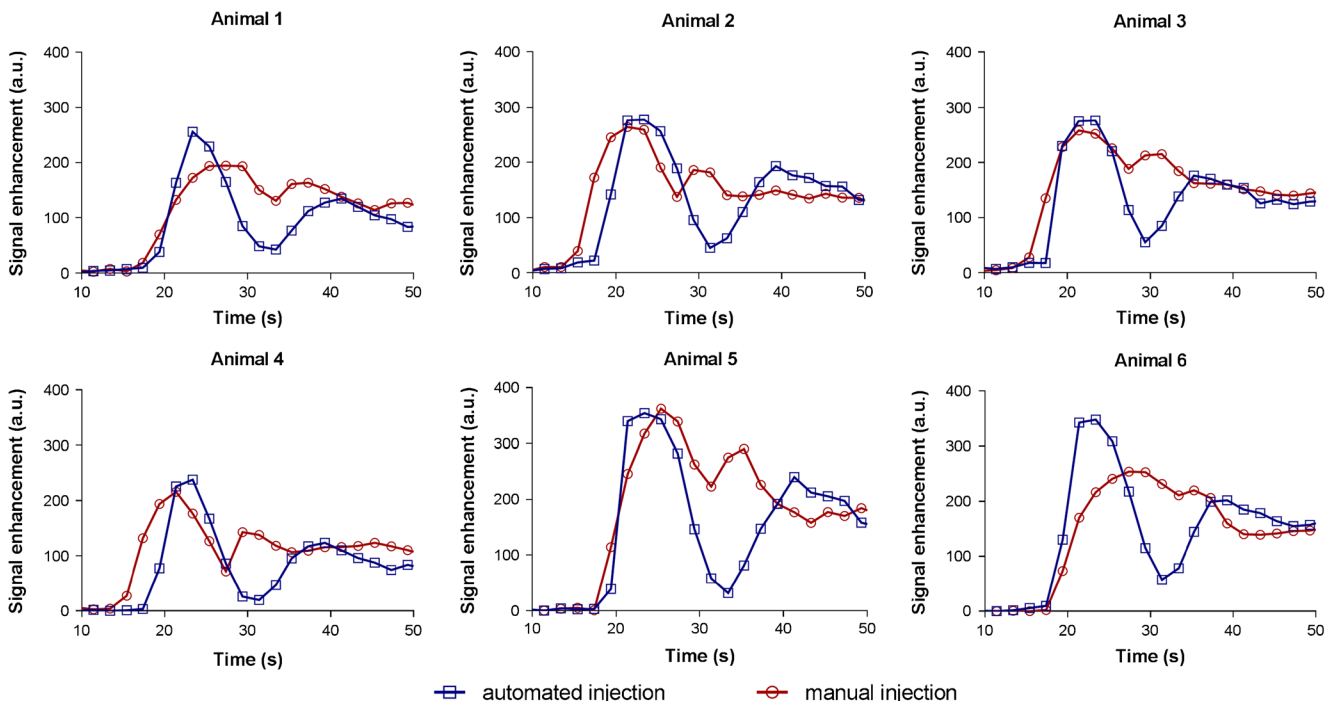 Animal 1
Signal enhancement (a.u.)
400
300
200
100
0
10 20 30 40 50
Time (s)
Animal 2
Signal enhancement (a.u.)
400
300
200
100
0
10 20 30 40 50
Time (s)
Animal 3
Signal enhancement (a.u.)
400
300
200
100
0
10 20 30 40 50
Time (s)
Animal 4
Signal enhancement (a.u.)
400
300
200
100
0
10 20 30 40 50
Time (s)
Animal 5
Signal enhancement (a.u.)
400
300
200
100
0
10 20 30 40 50
Time (s)
Animal 6
Signal enhancement (a.u.)
400
300
200
100
0
10 20 30 40 50
Time (s)
automated injection manual injection